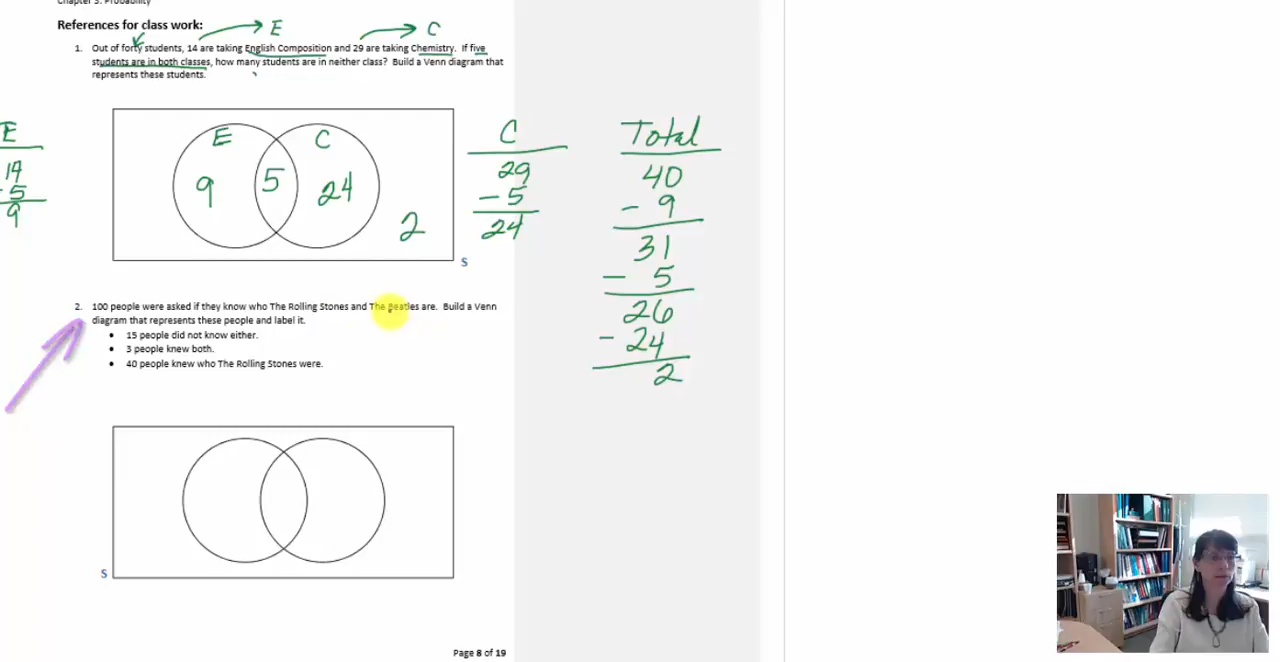 References for class work:
E
C
1. Out of forty students, 14 are taking English Composition and 29 are taking Chemistry. If five
students are in both classes, how many students are in neither class? Build a Venn diagram that
represents these students.
E
14
-5
9
E
C
9
5
24
2
S
C
29
-5
24
Total
40
- 9
31
- 5
26
- 24
2
2. 100 people were asked if they know who The Rolling Stones and The Beatles are. Build a Venn
diagram that represents these people and label it.
• 15 people did not know either.
• 3 people knew both.
• 40 people knew who The Rolling Stones were.
S
Page 8 of 19